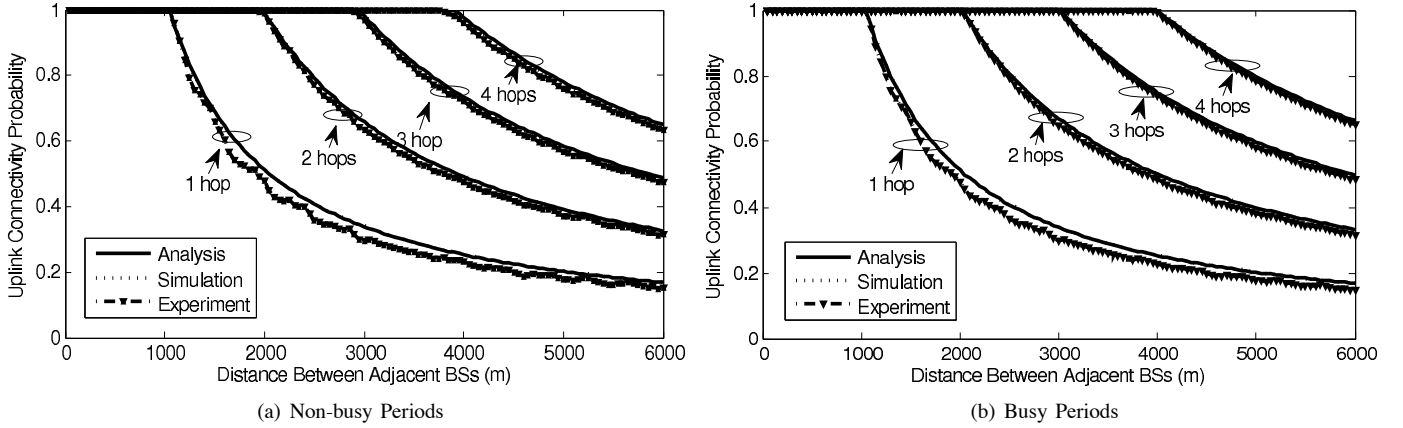 Uplink Connectivity Probability
1
0.8
0.6
0.4
0.2
0
0 1000 2000 3000 4000 5000 6000
Distance Between Adjacent BSs (m)
1 hop
2 hops
3 hop
4 hops
Analysis
Simulation
Experiment
(a) Non-busy Periods
Uplink Connectivity Probability
1
0.8
0.6
0.4
0.2
0
0 1000 2000 3000 4000 5000 6000
Distance Between Adjacent BSs (m)
1 hop
2 hops
3 hops
4 hops
Analysis
Simulation
Experiment
(b) Busy Periods